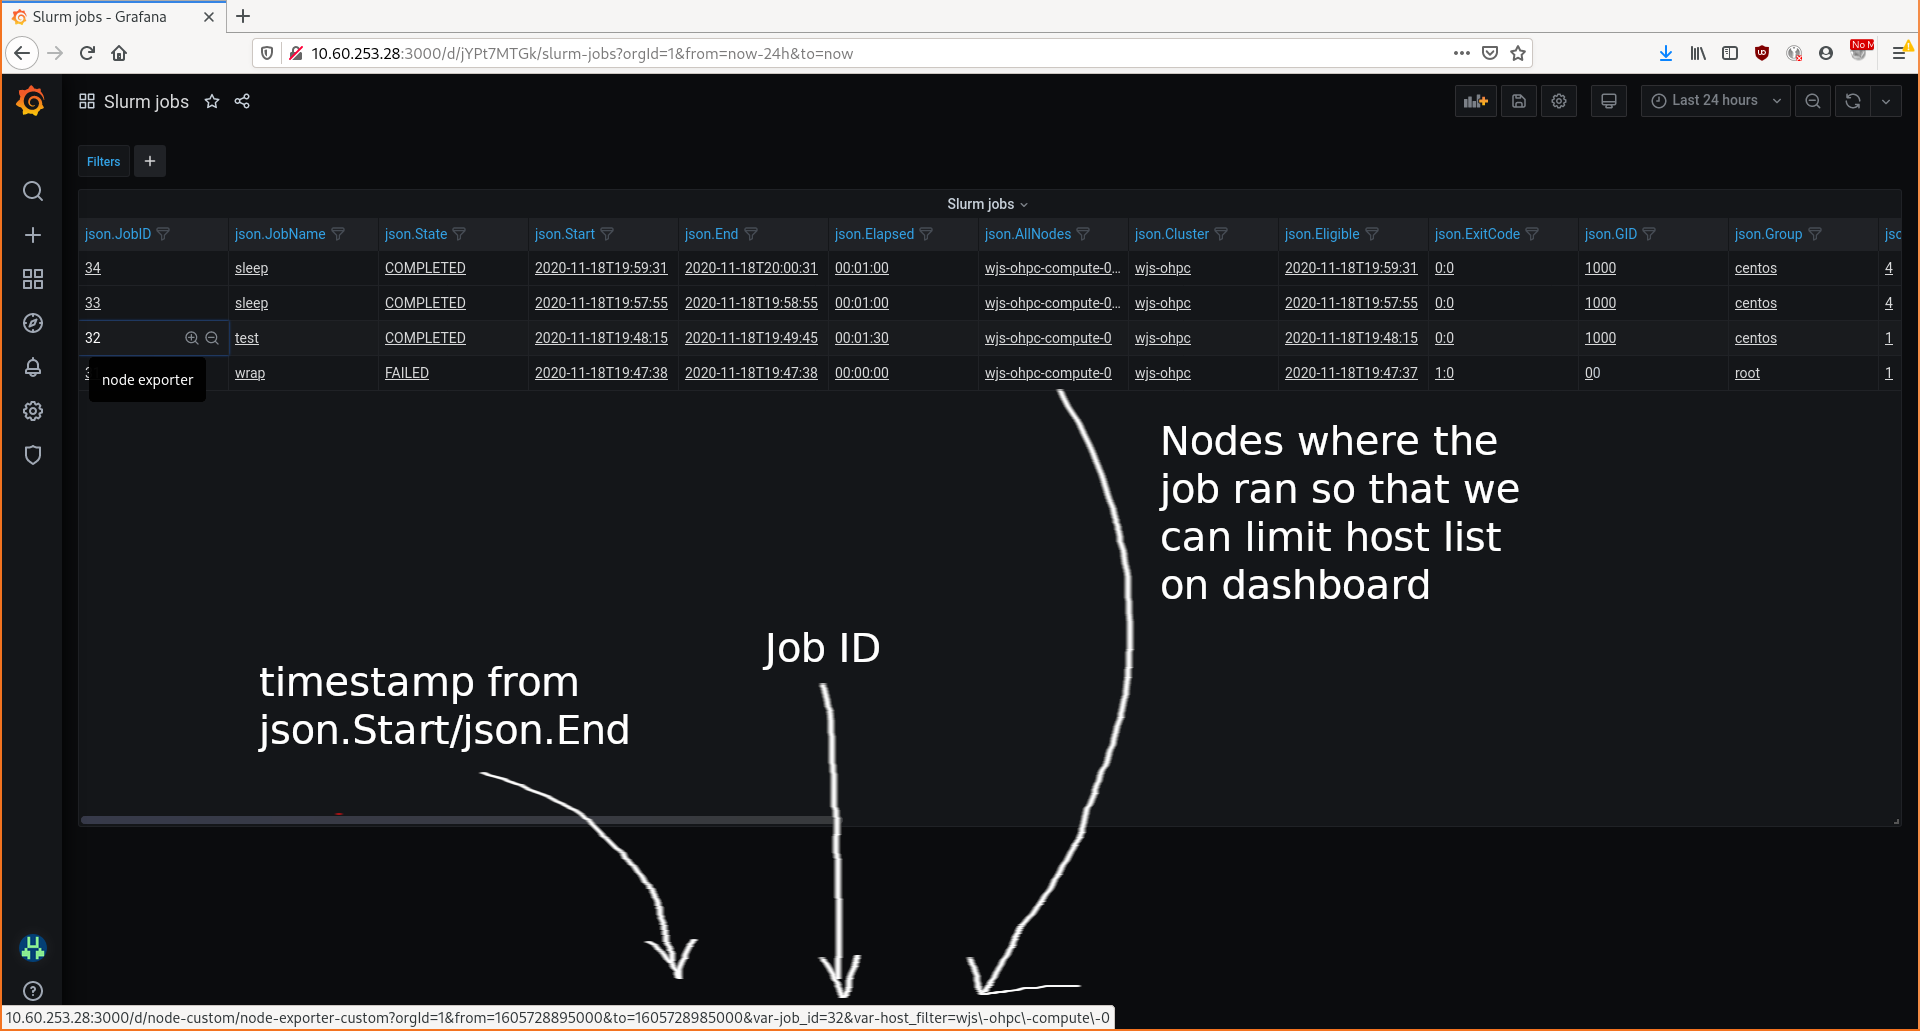 Slurm jobs - Grafana
10.60.253.28:3000/d/jYPt7MTGk/slurm-jobs?orgId=1&from=now-24h&to=now
No M
Slurm jobs
Last 24 hours
Filters
Slurm jobs
json.JobID json.JobName json.State json.Start json.End json.Elapsed json.AllNodes json.Cluster json.Eligible json.ExitCode json.GID json.Group jsc
34 sleep COMPLETED 2020-11-18T19:59:31 2020-11-18T20:00:31 00:01:00 wjs-ohpc-compute-0... wjs-ohpc 2020-11-18T19:59:31 0:0 1000 centos 4
33 sleep COMPLETED 2020-11-18T19:57:55 2020-11-18T19:58:55 00:01:00 wjs-ohpc-compute-0... wjs-ohpc 2020-11-18T19:57:55 0:0 1000 centos 4
32 test COMPLETED 2020-11-18T19:48:15 2020-11-18T19:49:45 00:01:30 wjs-ohpc-compute-0 wjs-ohpc 2020-11-18T19:48:15 0:0 1000 centos 1
wrap FAILED 2020-11-18T19:47:38 2020-11-18T19:47:38 00:00:00 wjs-ohpc-compute-0 wjs-ohpc 2020-11-18T19:47:37 1:0 00 root 1
node exporter
Nodes where the
job ran so that we
can limit host list
on dashboard
Job ID
timestamp from
json.Start/json.End
10.60.253.28:3000/d/node-custom/node-exporter-custom?orgId=1&from=1605728895000&to=1605728985000&var-job_id=32&var-host_filter=wjs\-ohpc\-compute\-0